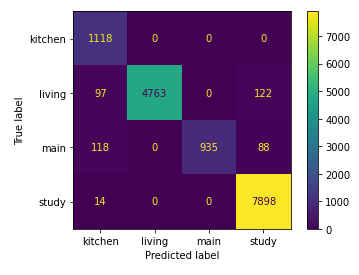 kitchen 1118 0 0 0
living 97 4763 0 122
main 118 0 935 88
study 14 0 0 7898
kitchen living main study
Predicted label
True label
7000
6000
5000
4000
3000
2000
1000
0